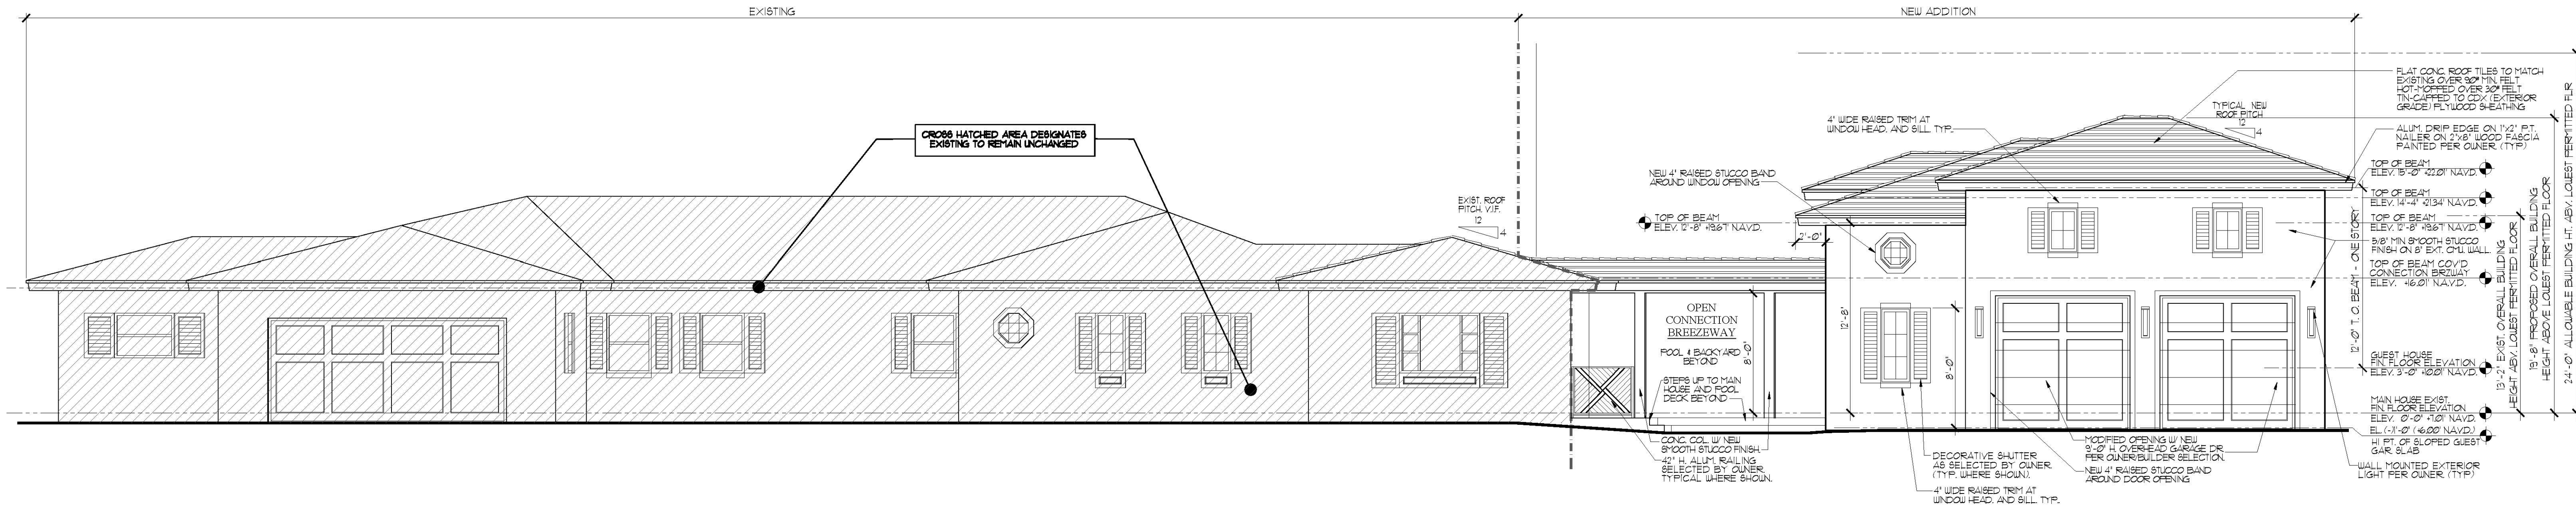 EXISTING
NEW ADDITION
CROSS HATCHED AREA DESIGNATES
EXISTING TO REMAIN UNCHANGED
EXIST. ROOF
PITCH, V.I.F.
12
4
NEW 4" RAISED STUCCO BAND
AROUND WINDOW OPENING
TOP OF BEAM
ELEV. 12'-8" +19.67' N.A.V.D.
2'-0"
4" WIDE RAISED TRIM AT
WINDOW HEAD, AND SILL, TYP.
TYPICAL NEW
ROOF PITCH
12
4
FLAT CONC. ROOF TILES TO MATCH
EXISTING OVER 90# MIN. FELT
HOT-MOPPED OVER 30# FELT
TIN-CAPPED TO CDX (EXTERIOR
GRADE) PLYWOOD SHEATHING
ALUM. DRIP EDGE ON 1"x2" P.T.
NAILER ON 2"x8" WOOD FASCIA
PAINTED PER OWNER (TYP.)
TOP OF BEAM
ELEV. 15'-0" +22.01' N.A.V.D.
TOP OF BEAM
ELEV. 14'-4" +21.34' N.A.V.D.
TOP OF BEAM
ELEV. 12'-8" +19.67' N.A.V.D.
5/8" MIN SMOOTH STUCCO
FINISH ON 8" EXT. C.M.U. WALL
TOP OF BEAM COV'D
CONNECTION BRZWAY
ELEV. +16.01' N.A.V.D.
GUEST HOUSE
FIN. FLOOR ELEVATION
ELEV. 3'-0" +10.01' N.A.V.D.
MAIN HOUSE EXIST.
FIN. FLOOR ELEVATION
ELEV. 0'-0" +7.01' N.A.V.D.
EL. (-)1'-0" (+6.00' N.A.V.D.)
HI PT. OF SLOPED GUEST
GAR. SLAB
WALL MOUNTED EXTERIOR
LIGHT PER OWNER. (TYP)
12'-0" T. O. BEAM - ONE STORY
13'-2" EXIST. OVERALL BUILDING
HEIGHT ABV. LOWEST PERMITTED FLOOR
19'-8" PROPOSED OVERALL BUILDING
HEIGHT ABOVE LOWEST PERMITTED FLOOR
24'-0" ALLOWABLE BUILDING HT. ABV. LOWEST PERMITTED FLR
OPEN
CONNECTION
BREEZEWAY
POOL & BACKYARD
BEYOND
8'-0"
STEPS UP TO MAIN
HOUSE AND POOL
DECK BEYOND
12'-8"
8'-0"
CONC. COL. W/ NEW
SMOOTH STUCCO FINISH.
42" H. ALUM. RAILING
SELECTED BY OWNER.
TYPICAL WHERE SHOWN.
DECORATIVE SHUTTER
AS SELECTED BY OWNER.
(TYP. WHERE SHOWN).
4" WIDE RAISED TRIM AT
WINDOW HEAD, AND SILL, TYP.
MODIFIED OPENING W/ NEW
9'-0" H. OVERHEAD GARAGE DR
PER OWNER/BUILDER SELECTION.
NEW 4" RAISED STUCCO BAND
AROUND DOOR OPENING